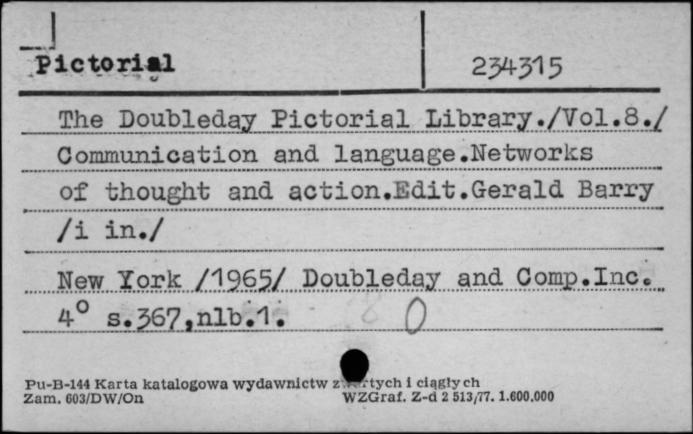 Pictorial 234315
The Doubleday Pictorial Library./Vol.8./
Communication and language.Networks
of thought and action.Edit.Gerald Barry
/i in./
New York /1965/ Doubleday and Comp.Inc.
4° s.367,nlb.1.
Pu-B-144 Karta katalogowa wydawnictw i ciągłych
Zam. 603/DW/On WZGraf. Z-d 2 513/77. 1.600.000